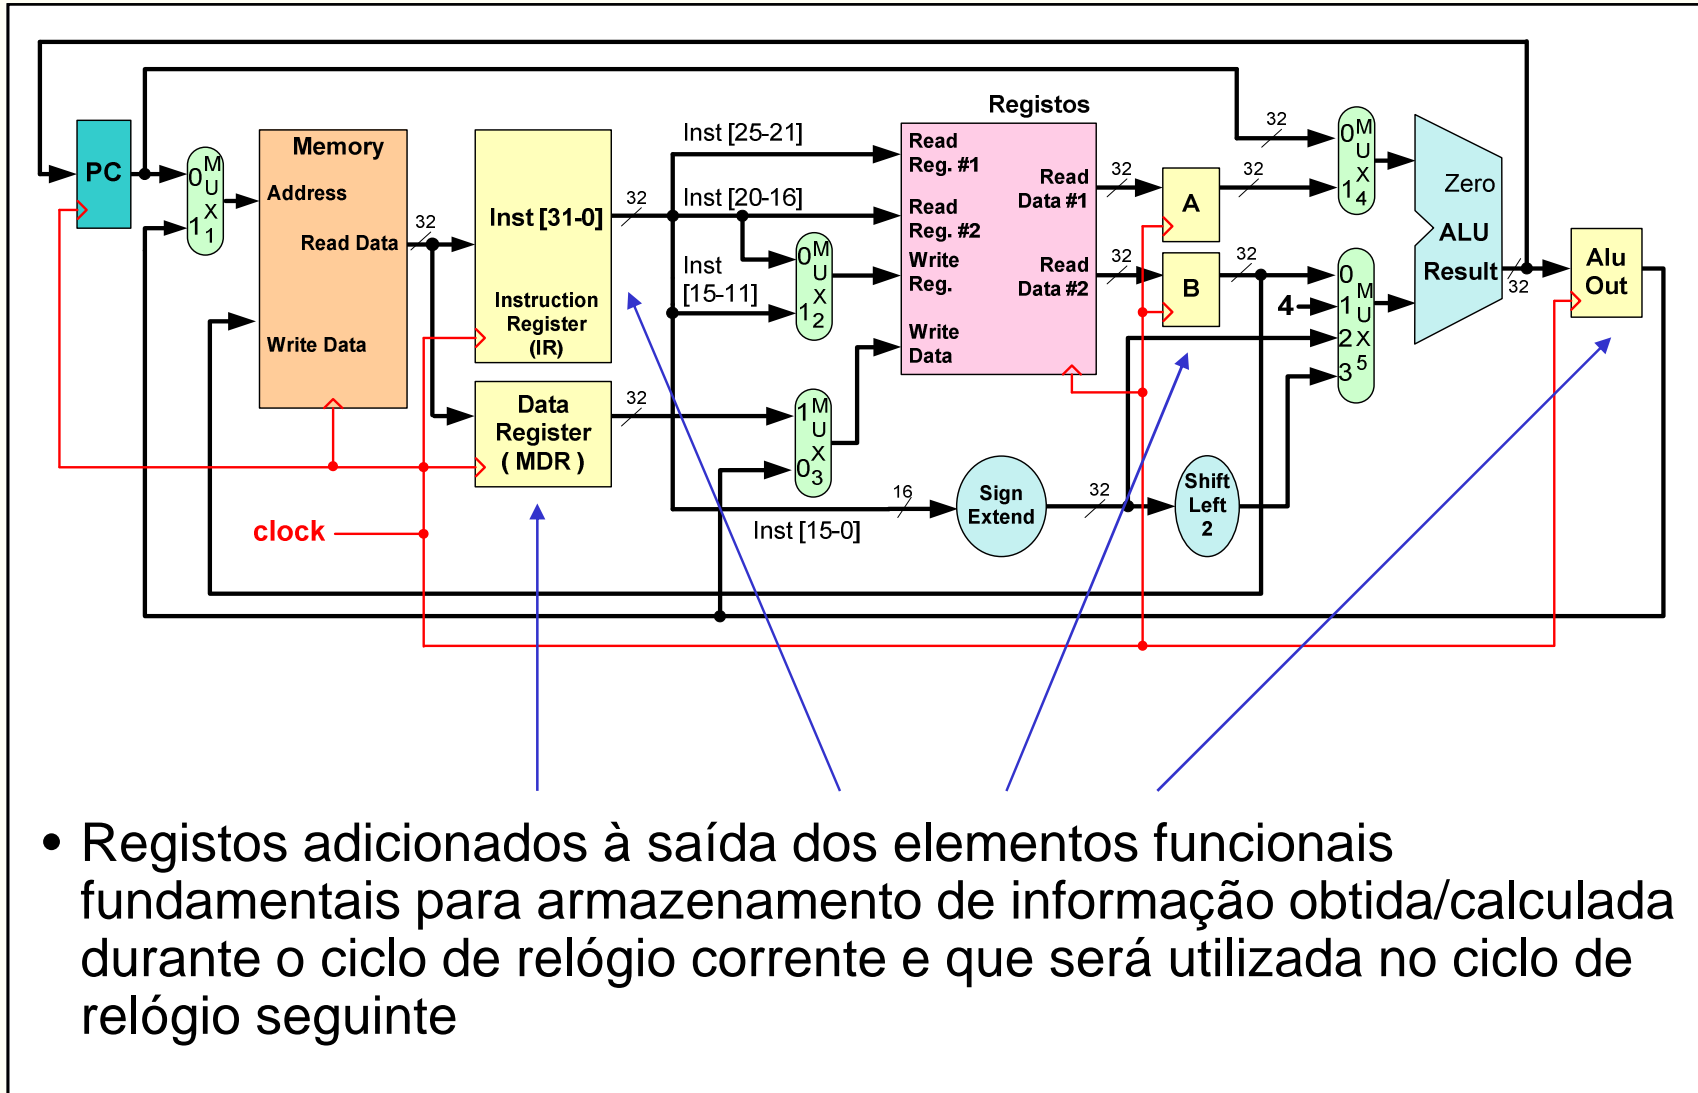 Registos
PC
0 MUX 1
1
Memory
Address
Read Data
Write Data
32
Inst [31-0]
Instruction
Register
(IR)
32
Data
Register
( MDR )
32
clock
Inst [25-21]
Inst [20-16]
Inst
[15-11]
0 MUX 2
1
1 MUX 3
0
Inst [15-0]
16
Read
Reg. #1
Read
Reg. #2
Write
Reg.
Write
Data
Read
Data #1
Read
Data #2
32
32
A
B
32
32
Sign
Extend
32
Shift
Left
2
32
0 MUX 4
1
4
0 MUX 5
1
2
3
Zero
ALU
Result
32
Alu
Out
• Registos adicionados à saída dos elementos funcionais
fundamentais para armazenamento de informação obtida/calculada
durante o ciclo de relógio corrente e que será utilizada no ciclo de
relógio seguinte